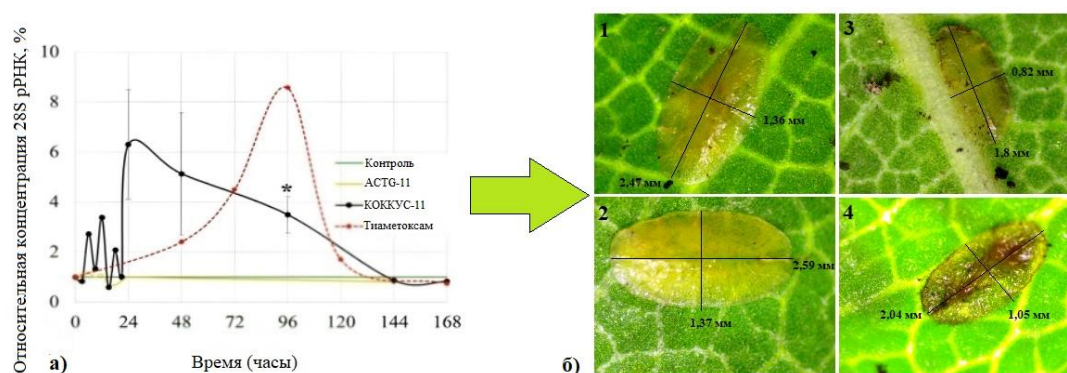 Относительная концентрация 28S рРНК, %
10
8
6
4
2
0
Контроль
ACTG-11
КОККУС-11
Тиаметоксам
*
0 24 48 72 96 120 144 168
а) Время (часы)
б)
1
1,36 мм
2,47 мм
3
0,82 мм
1,8 мм
2
2,59 мм
1,37 мм
4
2,04 мм
1,05 мм